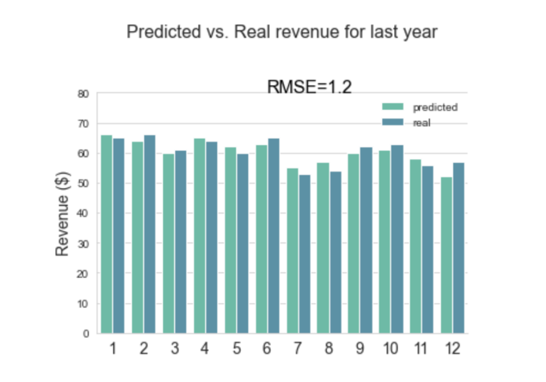 Predicted vs. Real revenue for last year
RMSE=1.2
predicted
real
Revenue ($)
80
70
60
50
40
30
20
10
0
1 2 3 4 5 6 7 8 9 10 11 12